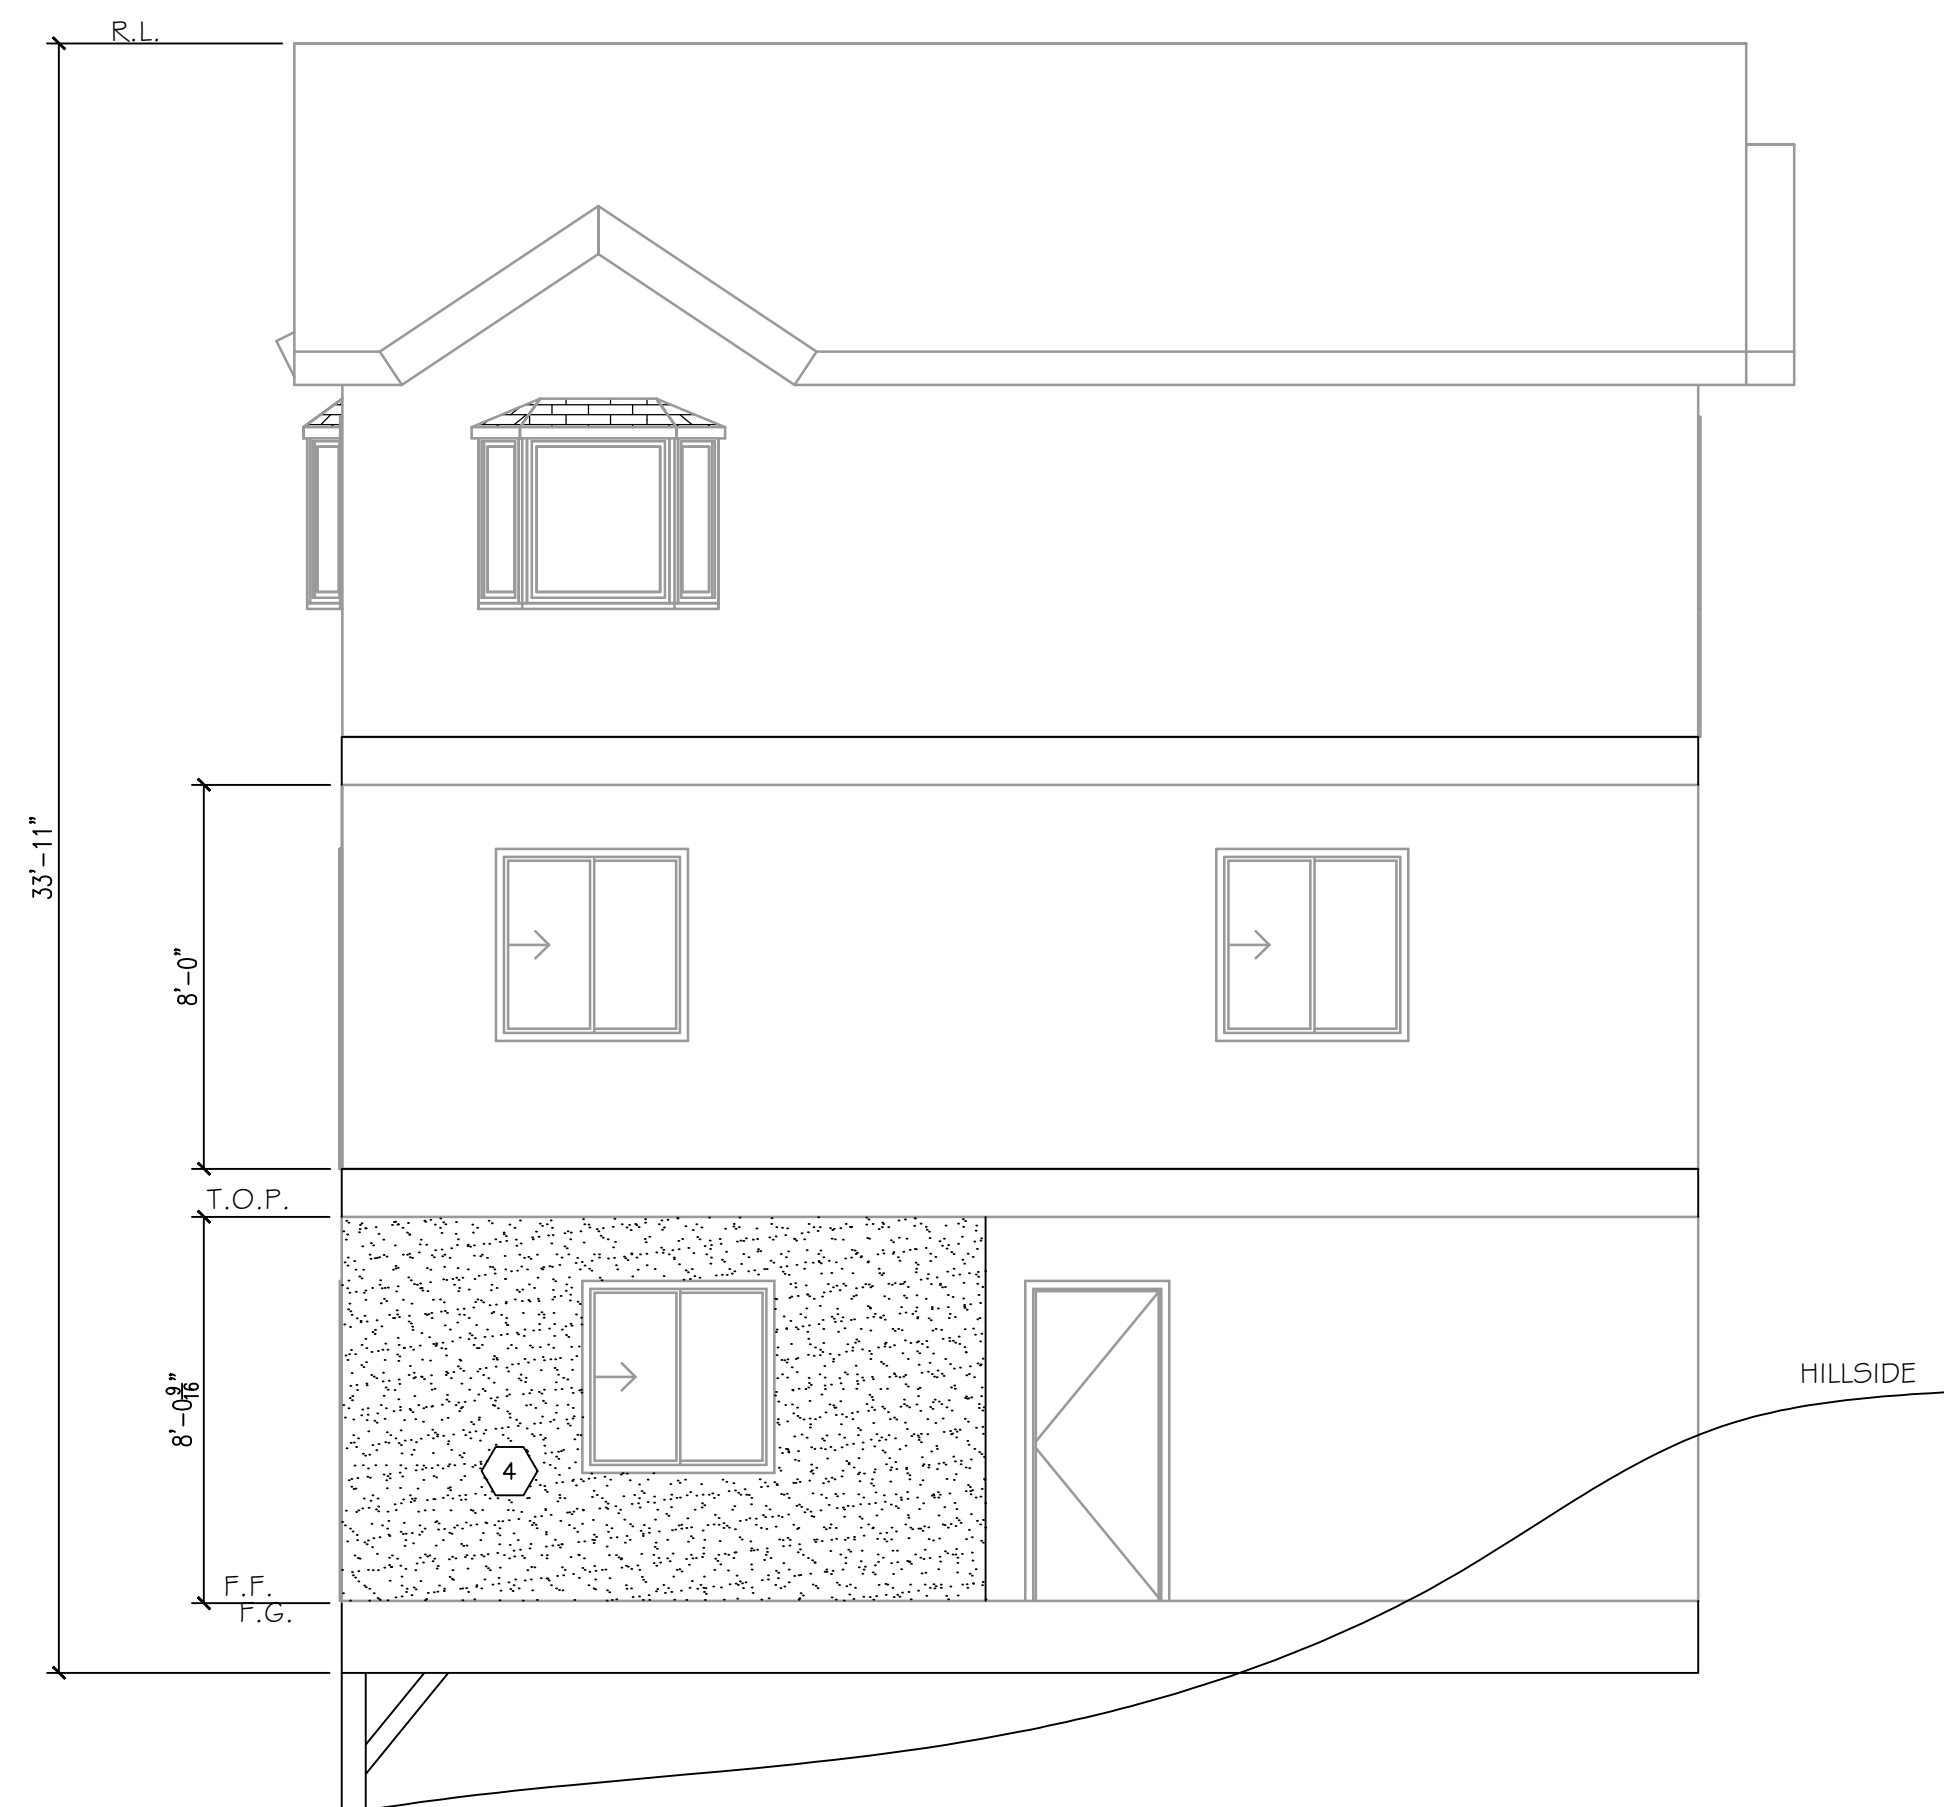 R.L.
33'-11"
8'-0"
T.O.P.
8'-0 9/16"
HILLSIDE
4
F.F.
F.G.